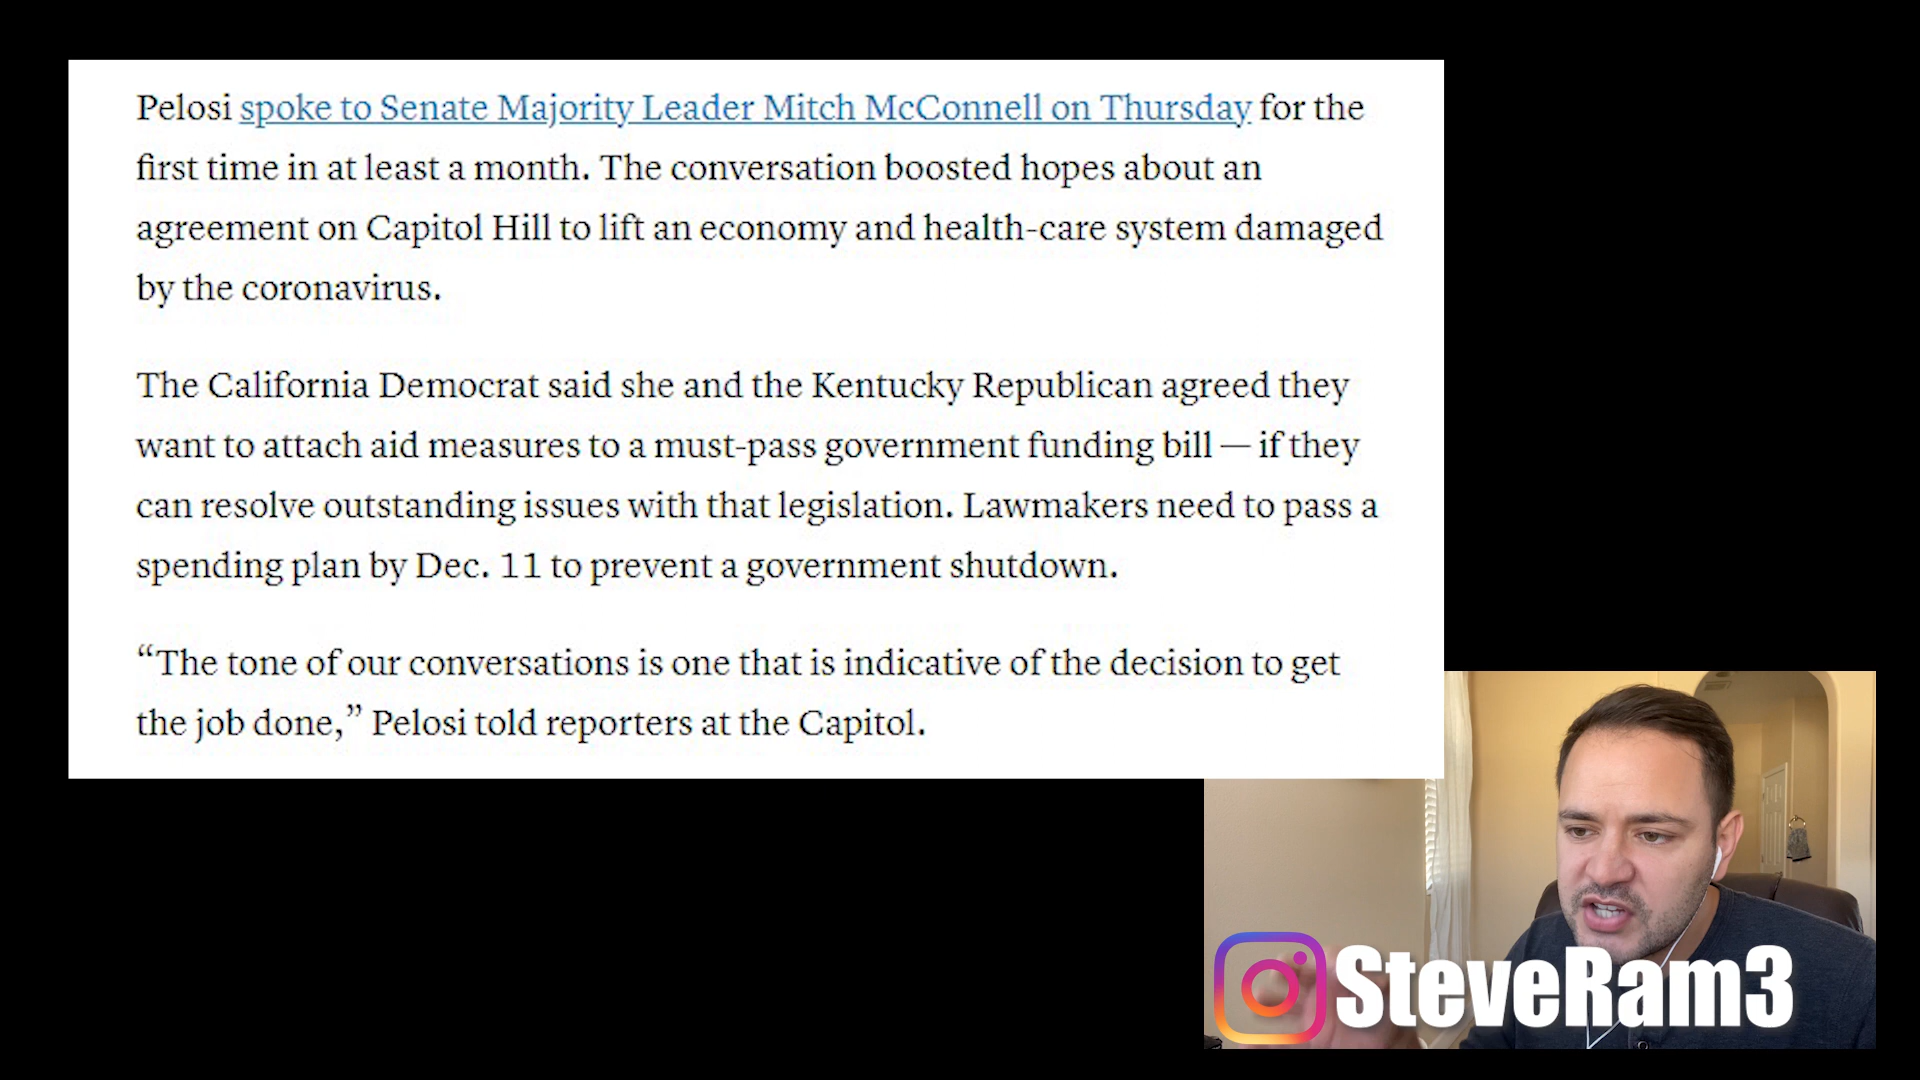 Pelosi spoke to Senate Majority Leader Mitch McConnell on Thursday for the
first time in at least a month. The conversation boosted hopes about an
agreement on Capitol Hill to lift an economy and health-care system damaged
by the coronavirus.
The California Democrat said she and the Kentucky Republican agreed they
want to attach aid measures to a must-pass government funding bill — if they
can resolve outstanding issues with that legislation. Lawmakers need to pass a
spending plan by Dec. 11 to prevent a government shutdown.
“The tone of our conversations is one that is indicative of the decision to get
the job done,” Pelosi told reporters at the Capitol.
SteveRam3